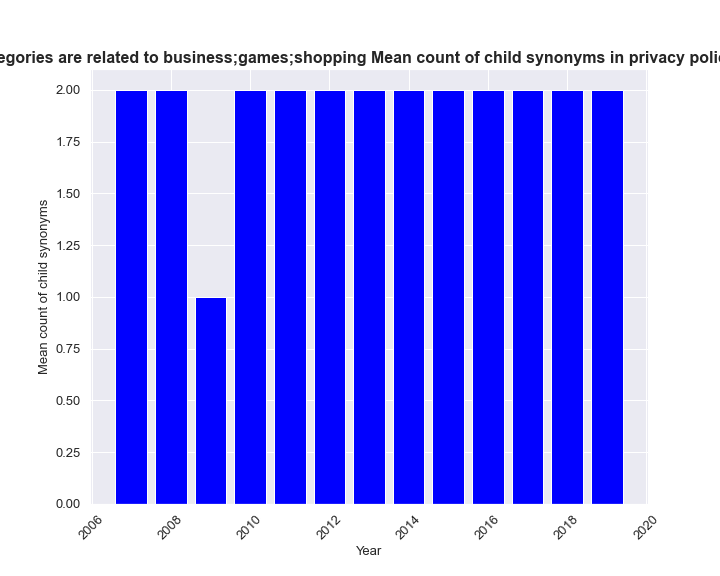 egories are related to business;games;shopping Mean count of child synonyms in privacy polic
2.00
1.75
1.50
1.25
1.00
0.75
0.50
0.25
0.00
Mean count of child synonyms
2006 2008 2010 2012 2014 2016 2018 2020
Year